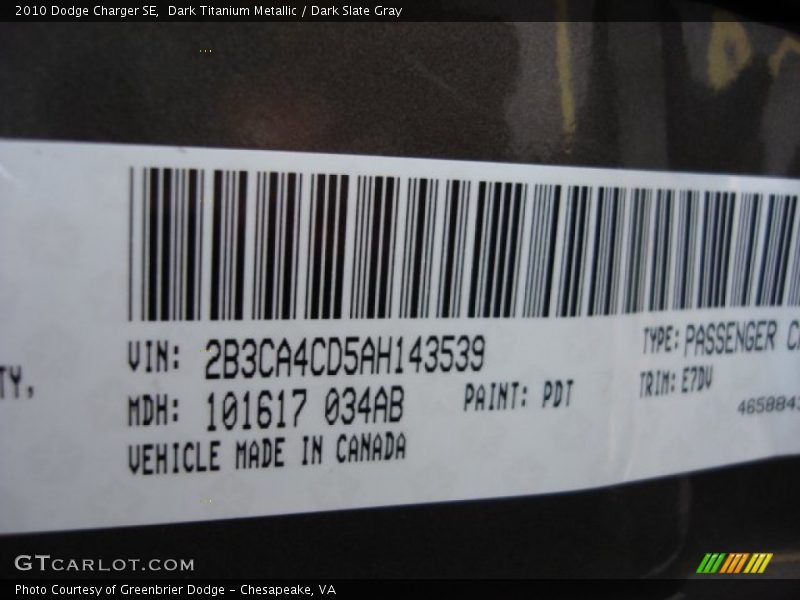 2010 Dodge Charger SE,  Dark Titanium Metallic / Dark Slate Gray
VIN: 2B3CA4CD5AH143539
TYPE: PASSENGER
TY,
MDH: 101617 034AB
PAINT: PDT
TRIM: E7DV
VEHICLE MADE IN CANADA
GTCARLOT.COM
Photo Courtesy of Greenbrier Dodge - Chesapeake, VA